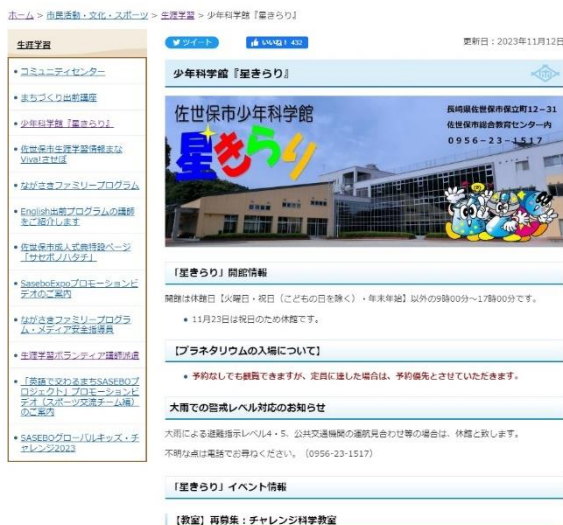 ホーム > 市民活動・文化・スポーツ > 生涯学習 > 少年科学館『星きらり』
生涯学習
• コミュニティセンター
• まちづくり出前講座
• 少年科学館『星きらり』
• 佐世保市生涯学習情報まな
Viva!させぼ
• ながさきファミリープログラム
• English出前プログラムの講師
をご紹介します
• 佐世保市成人式典特設ページ
「サセボノハタチ」
• SaseboExpoプロモーションビ
デオのご案内
• ながさきファミリープログラ
ム・メディア安全指導員
• 生涯学習ボランティア講師派遣
• 「英語で交わるまちSASEBOプ
ロジェクト」プロモーションビ
デオ（スポーツ交流チーム編）
のご案内
• SASEBOグローバルキッズ・チ
ャレンジ2023
ツイート
いいね！ 432
更新日：2023年11月12日
少年科学館『星きらり』
佐世保市少年科学館
星きらり
長崎県佐世保市保立町12－31
佐世保市総合教育センター内
0956－23－1517
「星きらり」開館情報
開館は休館日【火曜日・祝日（こどもの日を除く）・年末年始】以外の9時00分～17時00分です。
• 11月23日は祝日のため休館です。
【プラネタリウムの入場について】
• 予約なしでも観覧できますが、定員に達した場合は、予約優先とさせていただきます。
大雨での警戒レベル対応のお知らせ
大雨による避難指示レベル4・5、公共交通機関の運航見合わせ等の場合は、休館と致します。
不明な点は電話でお尋ねください。（0956-23-1517）
「星きらり」イベント情報
【教室】再募集：チャレンジ科学教室